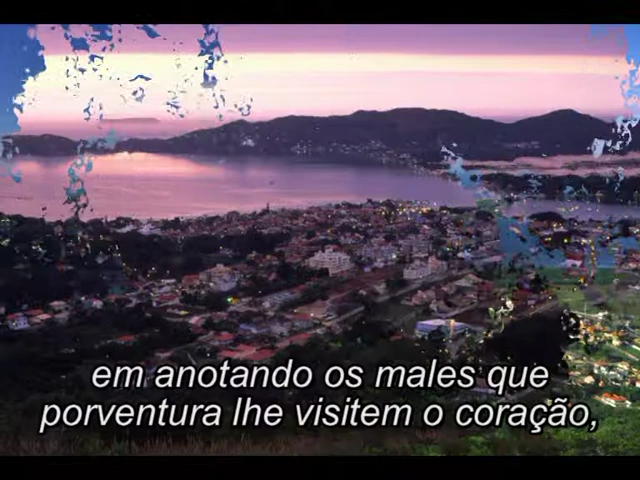 em anotando os males que
porventura lhe visitem o coração,